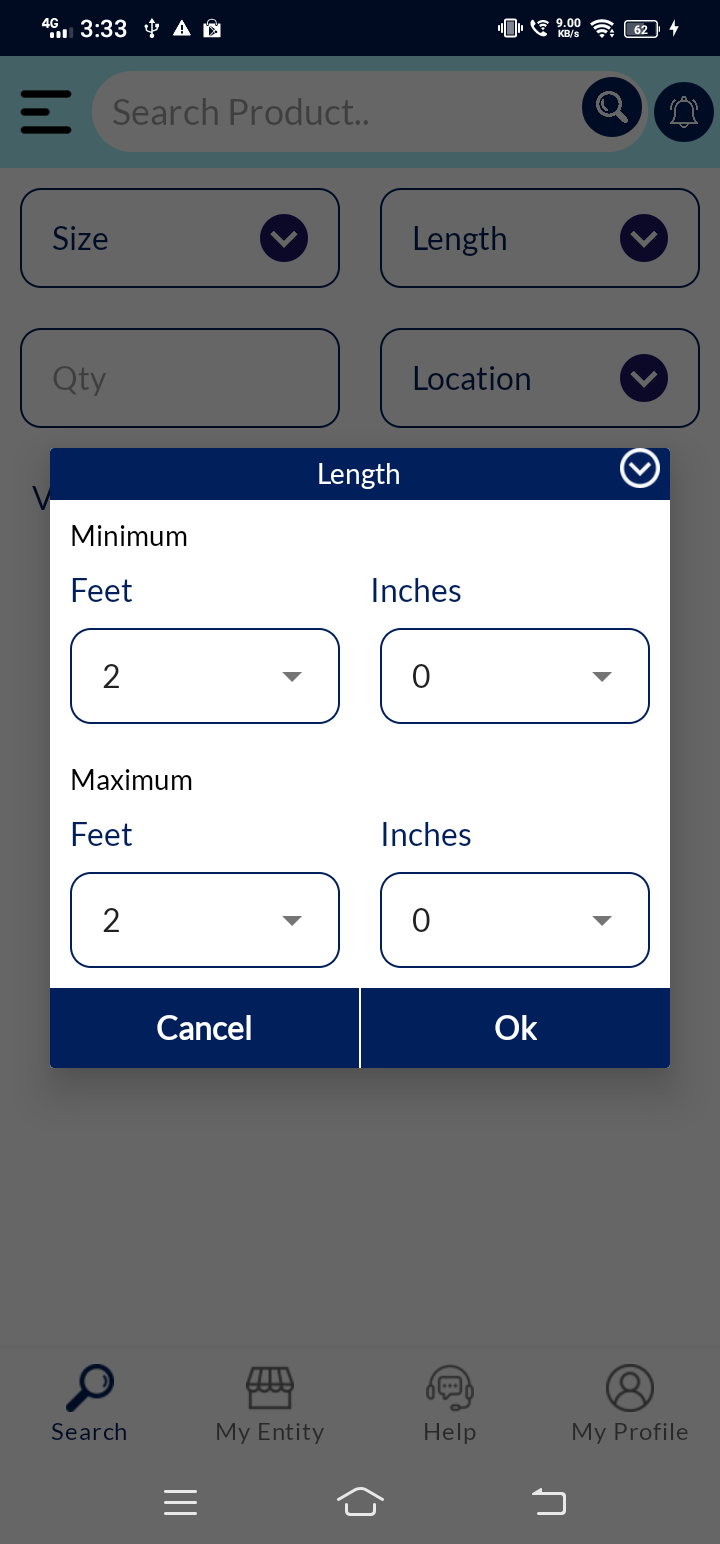 4G 3:33 9.00 KB/s 62
Search Product..
Size Length
Qty Location
V
Length
Minimum
Feet Inches
2 0
Maximum
Feet Inches
2 0
Cancel Ok
Search My Entity Help My Profile